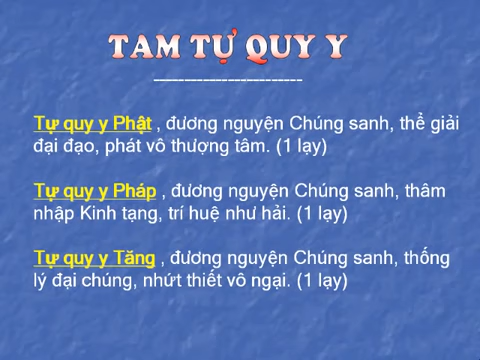 TAM TỰ QUY Y
-----------------------
Tự quy y Phật , đương nguyện Chúng sanh, thể giải
đại đạo, phát vô thượng tâm. (1 lạy)
Tự quy y Pháp , đương nguyện Chúng sanh, thâm
nhập Kinh tạng, trí huệ như hải. (1 lạy)
Tự quy y Tăng , đương nguyện Chúng sanh, thống
lý đại chúng, nhứt thiết vô ngại. (1 lạy)